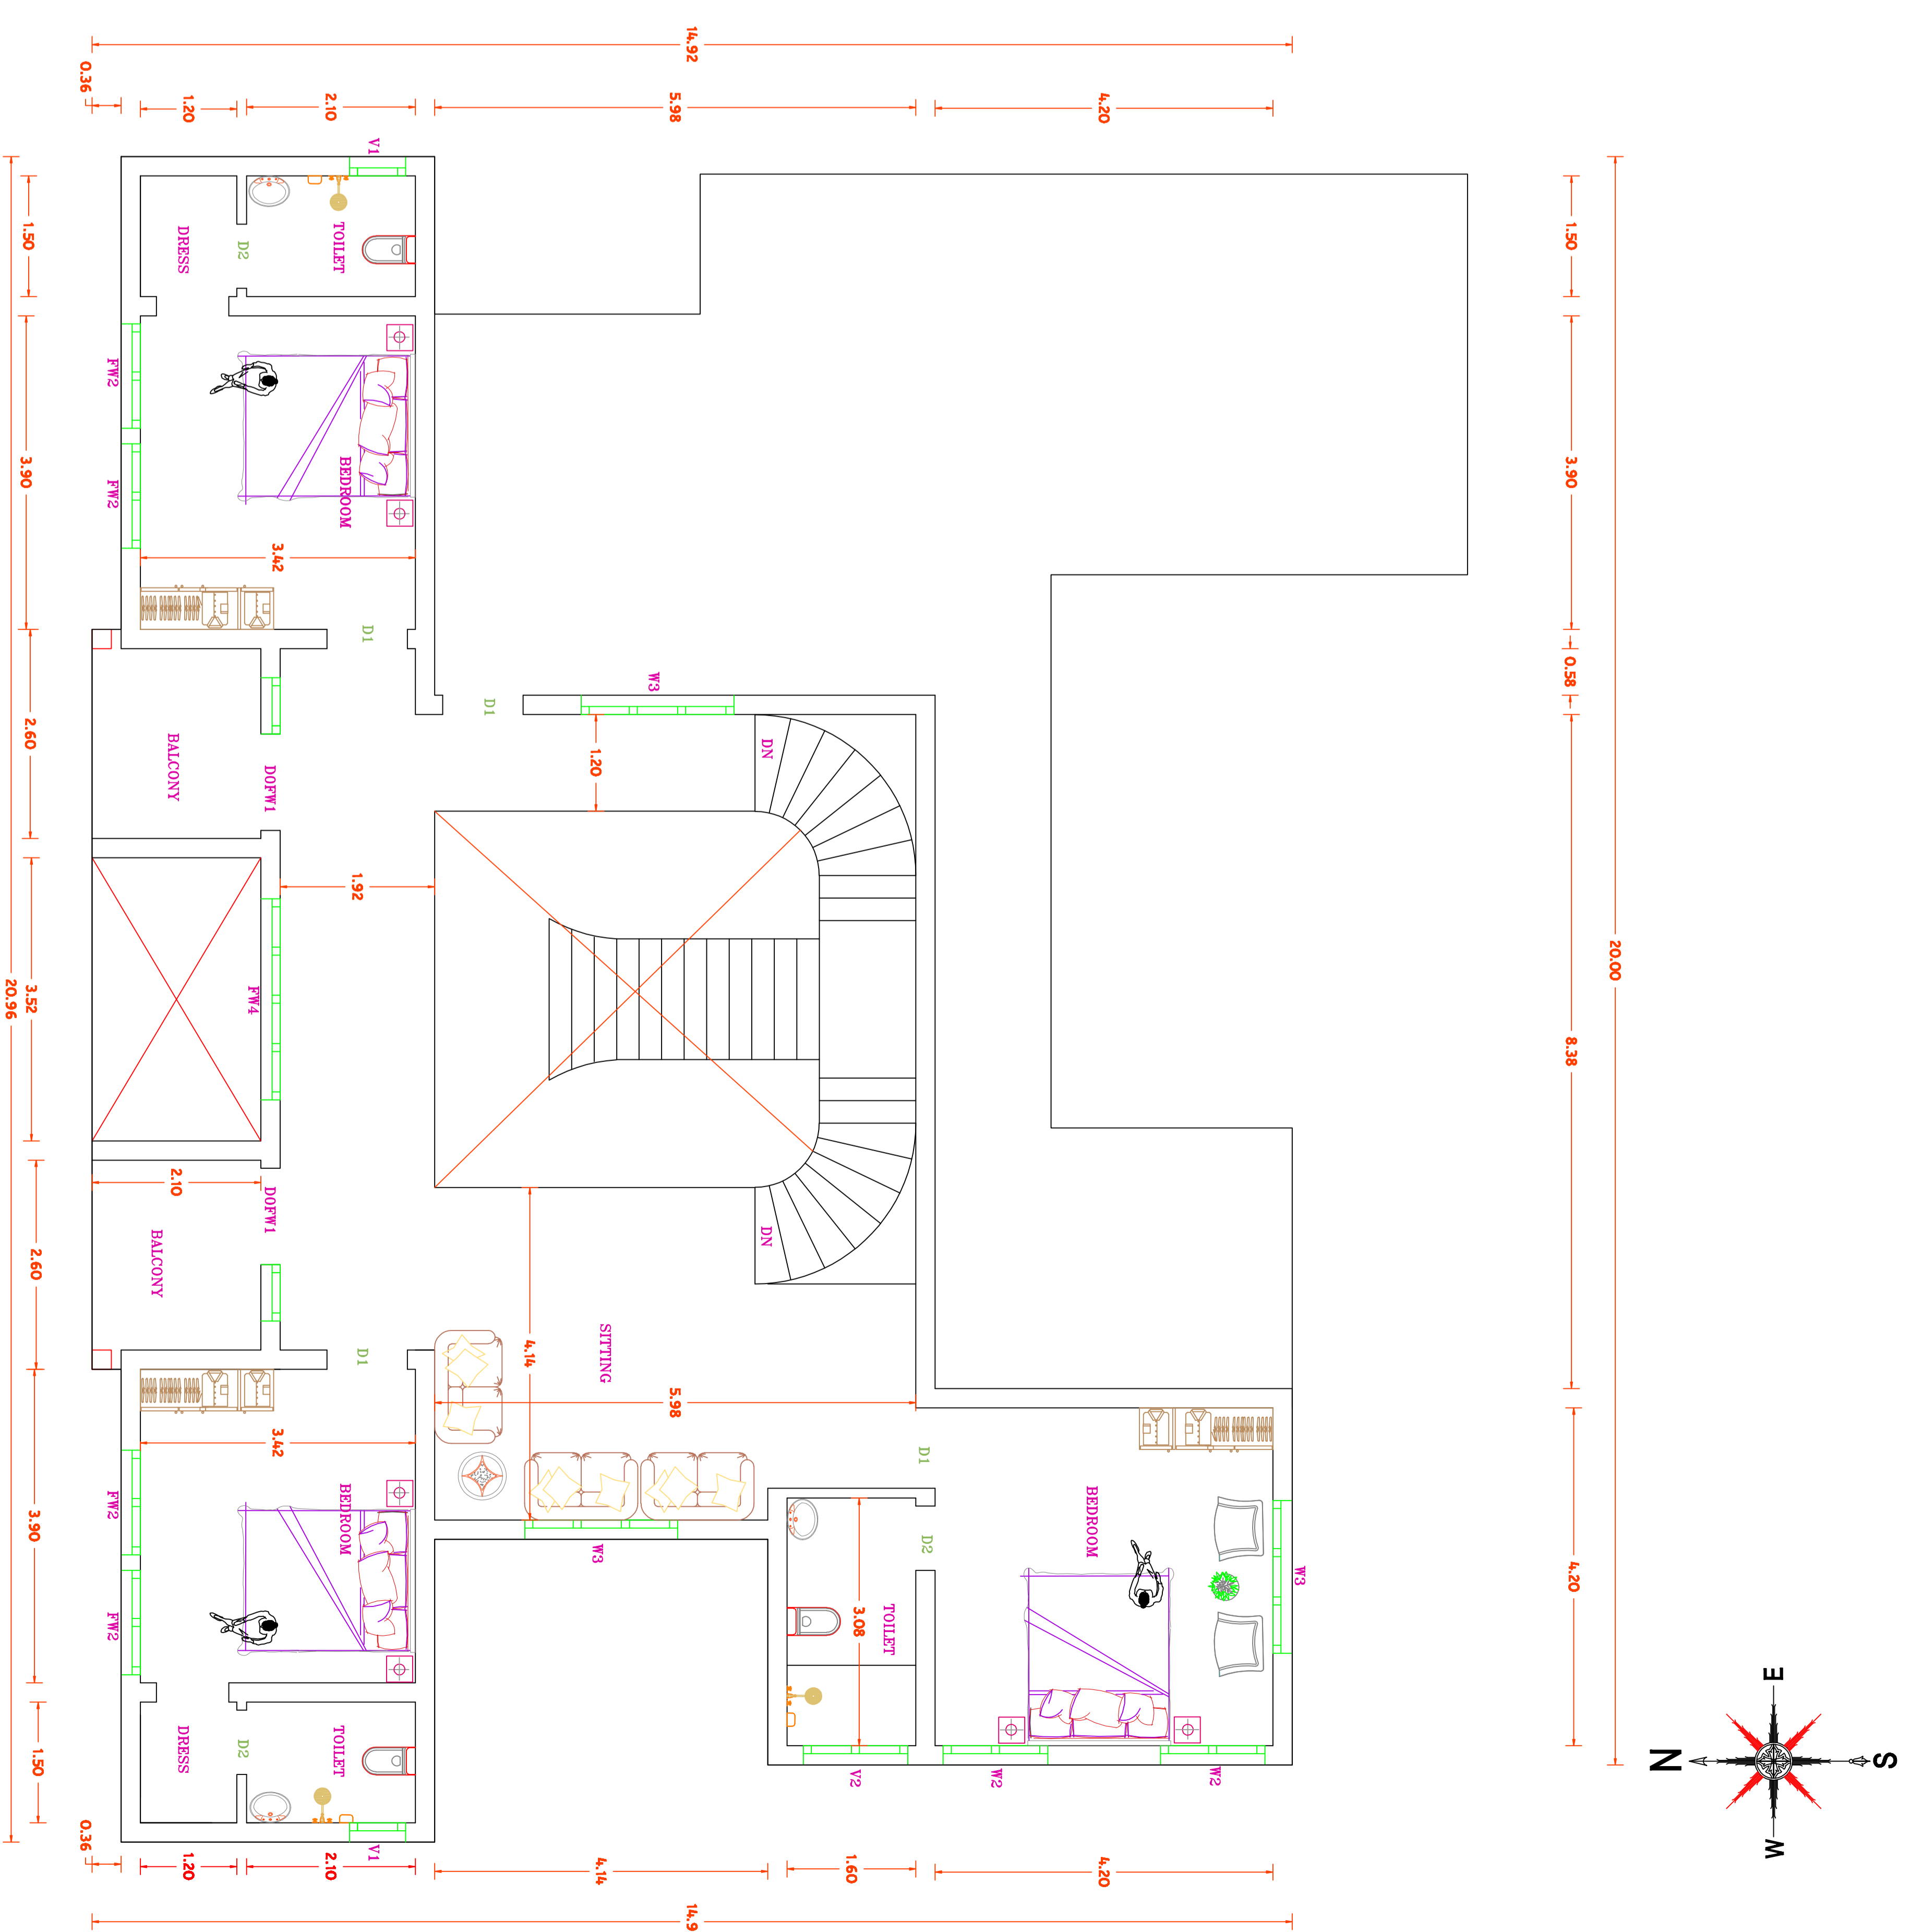 14.92
0.36
1.20
2.10
5.98
4.20
V1
1.50
DRESS
D2
TOILET
1.50
FW2
3.90
FW2
BEDROOM
3.90
3.42
D1
0.58
W3
D1
2.60
BALCONY
DOFW1
1.20
DN
1.92
20.00
3.52
20.96
FW4
8.38
2.10
DOFW1
DN
2.60
BALCONY
D1
SITTING
4.14
5.98
3.42
D1
FW2
3.90
BEDROOM
BEDROOM
W3
D2
W3
4.20
FW2
3.08
TOILET
E
DRESS
D2
TOILET
1.50
V2
W2
W2
N
S
W
0.36
V1
1.20
2.10
4.14
1.60
4.20
14.9